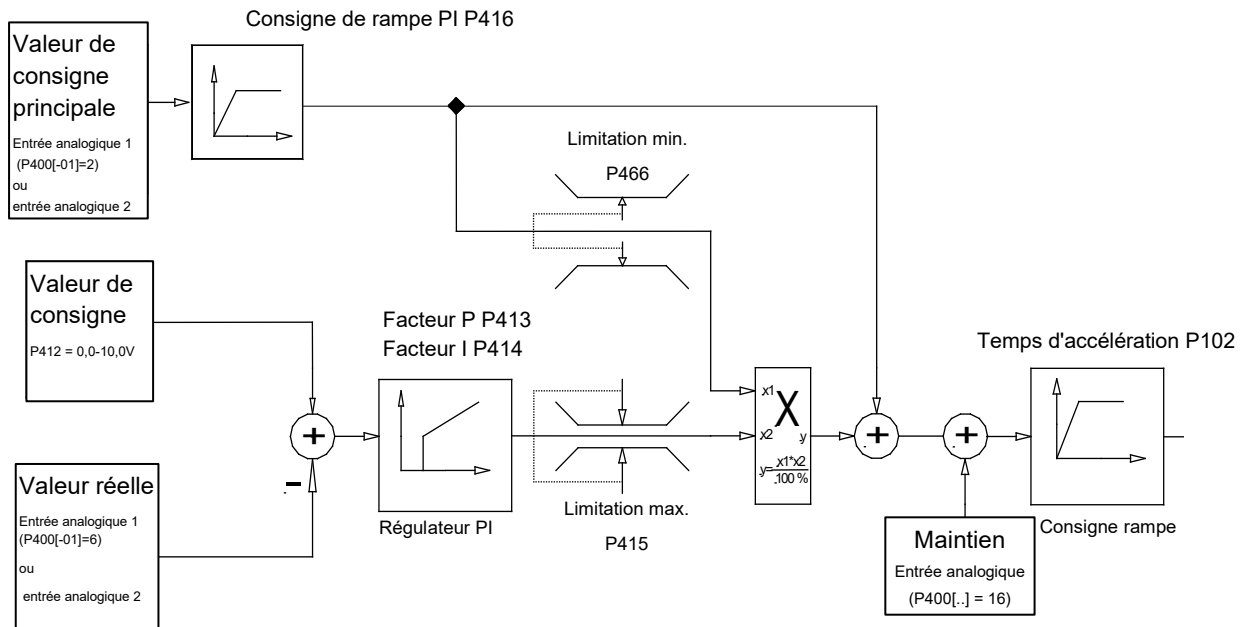 Consigne de rampe PI P416
Valeur de
consigne
principale
Entrée analogique 1
(P400[-01]=2)
ou
entrée analogique 2
Limitation min.
P466
Valeur de
consigne
P412 = 0,0-10,0V
Facteur P P413
Facteur I P414
Temps d'accélération P102
x1
X
x2
y
y=x1*x2
100 %
+
+
+
-
Valeur réelle
Entrée analogique 1
(P400[-01]=6)
ou
entrée analogique 2
Régulateur PI
Limitation max.
P415
Maintien
Entrée analogique
(P400[..] = 16)
Consigne rampe